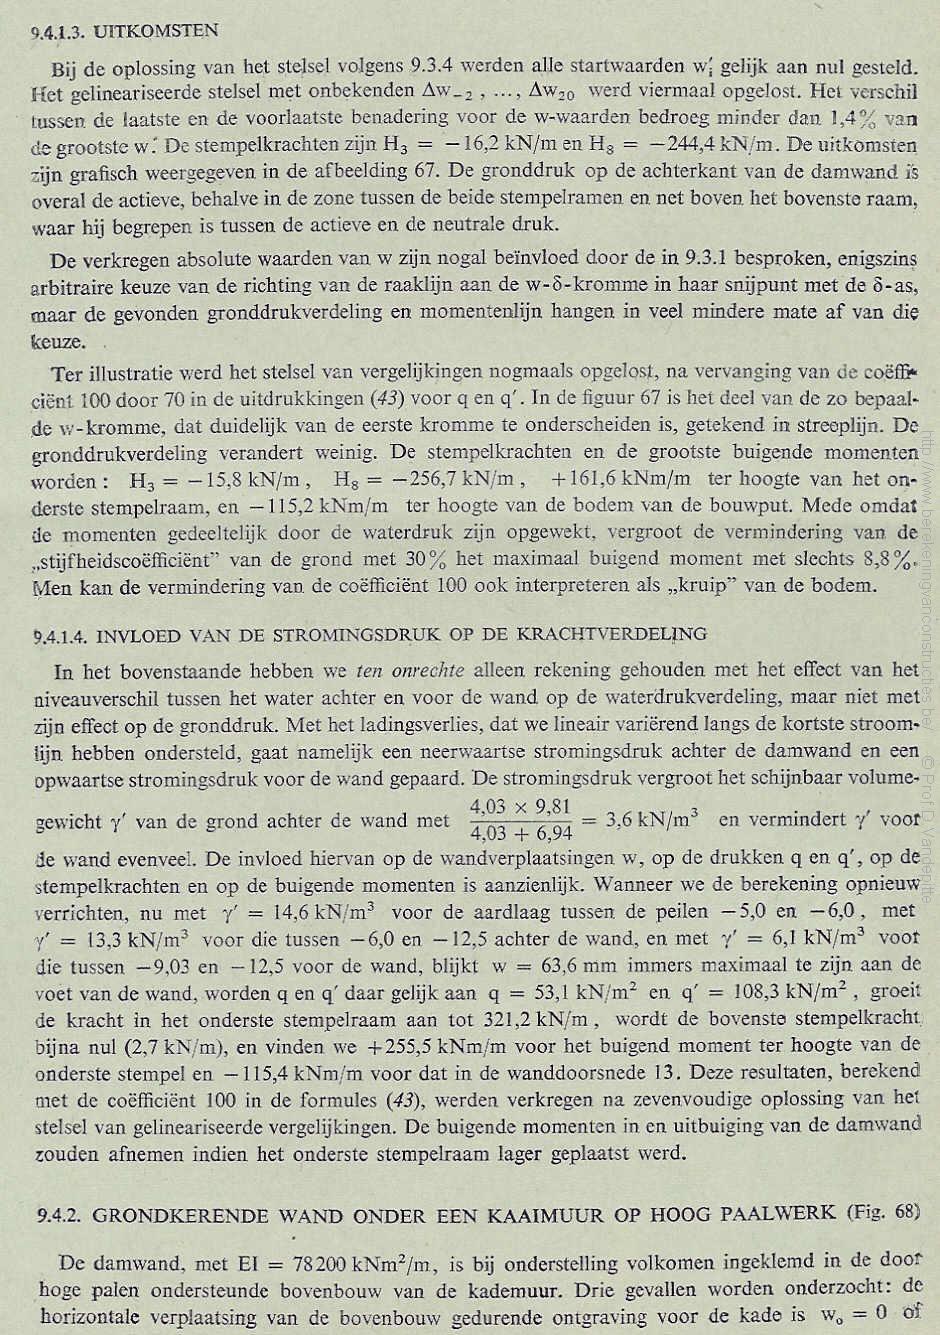 9.4.1.3. UITKOMSTEN
Bij de oplossing van het stelsel volgens 9.3.4 werden alle startwaarden w′ᵢ gelijk aan nul gesteld.
Het gelineariseerde stelsel met onbekenden Δw₋₂ , ..., Δw₂₀ werd viermaal opgelost. Het verschil
tussen de laatste en de voorlaatste benadering voor de w-waarden bedroeg minder dan 1,4% van
de grootste w. De stempelkrachten zijn H₃ = −16,2 kN/m en H₈ = −244,4 kN/m. De uitkomsten
zijn grafisch weergegeven in de afbeelding 67. De gronddruk op de achterkant van de damwand is
overal de actieve, behalve in de zone tussen de beide stempelramen en net boven het bovenste raam,
waar hij begrepen is tussen de actieve en de neutrale druk.
De verkregen absolute waarden van w zijn nogal beïnvloed door de in 9.3.1 besproken, enigszins
arbitraire keuze van de richting van de raaklijn aan de w-δ-kromme in haar snijpunt met de δ-as,
maar de gevonden gronddrukverdeling en momentenlijn hangen in veel mindere mate af van die
keuze.
Ter illustratie werd het stelsel van vergelijkingen nogmaals opgelost, na vervanging van de coëffi-
ciënt 100 door 70 in de uitdrukkingen (43) voor q en q′. In de figuur 67 is het deel van de zo bepaal-
de w-kromme, dat duidelijk van de eerste kromme te onderscheiden is, getekend in streeplijn. De
gronddrukverdeling verandert weinig. De stempelkrachten en de grootste buigende momenten
worden : H₃ = −15,8 kN/m , H₈ = −256,7 kN/m , +161,6 kNm/m ter hoogte van het on-
derste stempelraam, en −115,2 kNm/m ter hoogte van de bodem van de bouwput. Mede omdat
de momenten gedeeltelijk door de waterdruk zijn opgewekt, vergroot de vermindering van de
„stijfheidscoëfficiënt” van de grond met 30% het maximaal buigend moment met slechts 8,8%.
Men kan de vermindering van de coëfficiënt 100 ook interpreteren als „kruip” van de bodem.
9.4.1.4. INVLOED VAN DE STROMINGSDRUK OP DE KRACHTVERDELING
In het bovenstaande hebben we ten onrechte alleen rekening gehouden met het effect van het
niveauverschil tussen het water achter en voor de wand op de waterdrukverdeling, maar niet met
zijn effect op de gronddruk. Met het ladingsverlies, dat we lineair variërend langs de kortste stroom-
lijn hebben ondersteld, gaat namelijk een neerwaartse stromingsdruk achter de damwand en een
opwaartse stromingsdruk voor de wand gepaard. De stromingsdruk vergroot het schijnbaar volume-
gewicht γ′ van de grond achter de wand met (4,03 × 9,81)/(4,03 + 6,94) = 3,6 kN/m³ en vermindert γ′ voor
de wand evenveel. De invloed hiervan op de wandverplaatsingen w, op de drukken q en q′, op de
stempelkrachten en op de buigende momenten is aanzienlijk. Wanneer we de berekening opnieuw
verrichten, nu met γ′ = 14,6 kN/m³ voor de aardlaag tussen de peilen −5,0 en −6,0 , met
γ′ = 13,3 kN/m³ voor die tussen −6,0 en −12,5 achter de wand, en met γ′ = 6,1 kN/m³ voor
die tussen −9,03 en −12,5 voor de wand, blijkt w = 63,6 mm immers maximaal te zijn aan de
voet van de wand, worden q en q′ daar gelijk aan q = 53,1 kN/m² en q′ = 108,3 kN/m² , groeit
de kracht in het onderste stempelraam aan tot 321,2 kN/m , wordt de bovenste stempelkracht
bijna nul (2,7 kN/m), en vinden we +255,5 kNm/m voor het buigend moment ter hoogte van de
onderste stempel en −115,4 kNm/m voor dat in de wanddoorsnede 13. Deze resultaten, berekend
met de coëfficiënt 100 in de formules (43), werden verkregen na zevenvoudige oplossing van het
stelsel van gelineariseerde vergelijkingen. De buigende momenten in en uitbuiging van de damwand
zouden afnemen indien het onderste stempelraam lager geplaatst werd.
9.4.2. GRONDKERENDE WAND ONDER EEN KAAIMUUR OP HOOG PAALWERK (Fig. 68)
De damwand, met EI = 78200 kNm²/m, is bij onderstelling volkomen ingeklemd in de door
hoge palen ondersteunde bovenbouw van de kademuur. Drie gevallen worden onderzocht: de
horizontale verplaatsing van de bovenbouw gedurende ontgraving voor de kade is w₀ = 0 of
http://www.berekeningvanconstructies.be/ © Prof D Vandepitte